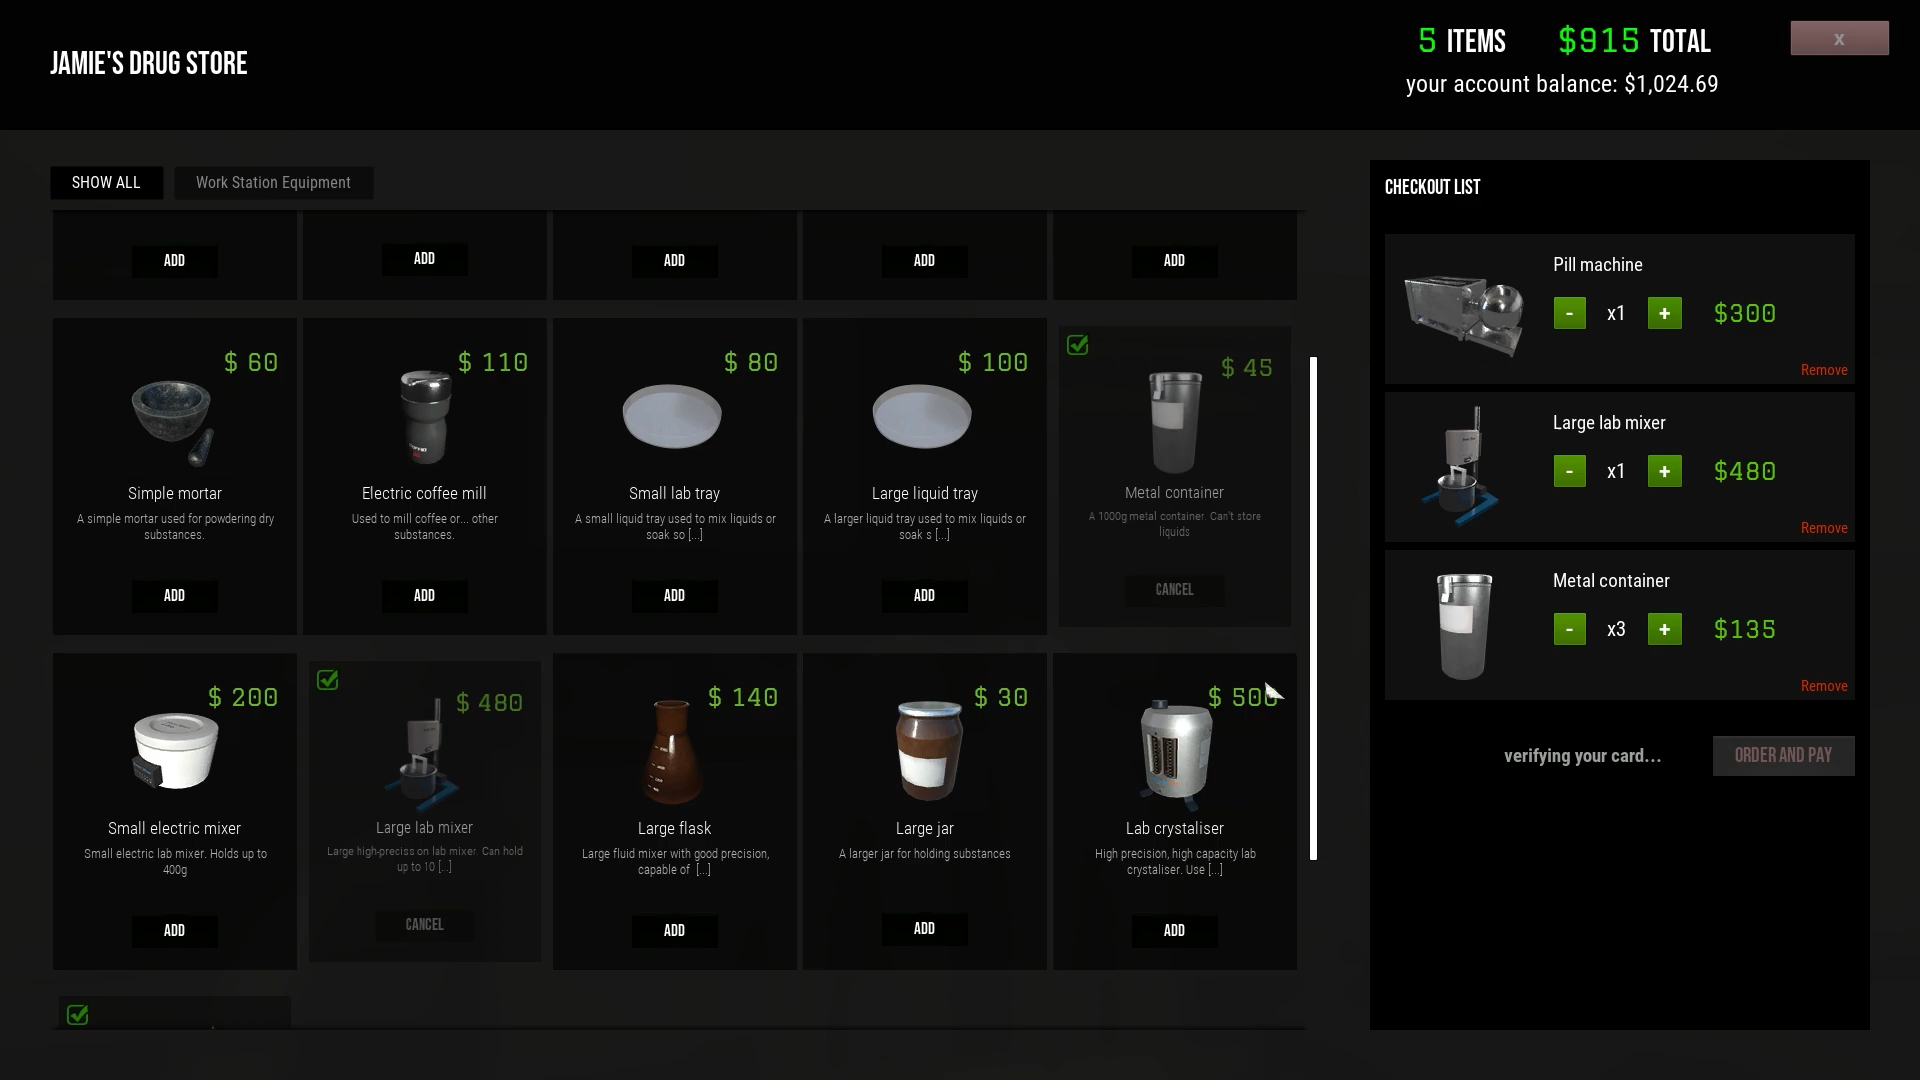 JAMIE'S DRUG STORE
5 ITEMS $915 TOTAL
your account balance: $1,024.69
x
SHOW ALL
Work Station Equipment
ADD
ADD
ADD
ADD
ADD
$ 60
Simple mortar
A simple mortar used for powdering dry
substances.
ADD
$ 110
Electric coffee mill
Used to mill coffee or... other
substances.
ADD
$ 80
Small lab tray
A small liquid tray used to mix liquids or
soak so [...]
ADD
$ 100
Large liquid tray
A larger liquid tray used to mix liquids or
soak s [...]
ADD
$ 45
Metal container
A 1000g metal container. Can't store
liquids
CANCEL
$ 200
Small electric mixer
Small electric lab mixer. Holds up to
400g
ADD
$ 480
Large lab mixer
Large high-preciss on lab mixer. Can hold
up to 10 [...]
CANCEL
$ 140
Large flask
Large fluid mixer with good precision,
capable of [...]
ADD
$ 30
Large jar
A larger jar for holding substances
ADD
$ 500
Lab crystaliser
High precision, high capacity lab
crystaliser. Use [...]
ADD
CHECKOUT LIST
Pill machine
- x1 + $300
Remove
Large lab mixer
- x1 + $480
Remove
Metal container
- x3 + $135
Remove
verifying your card...
ORDER AND PAY